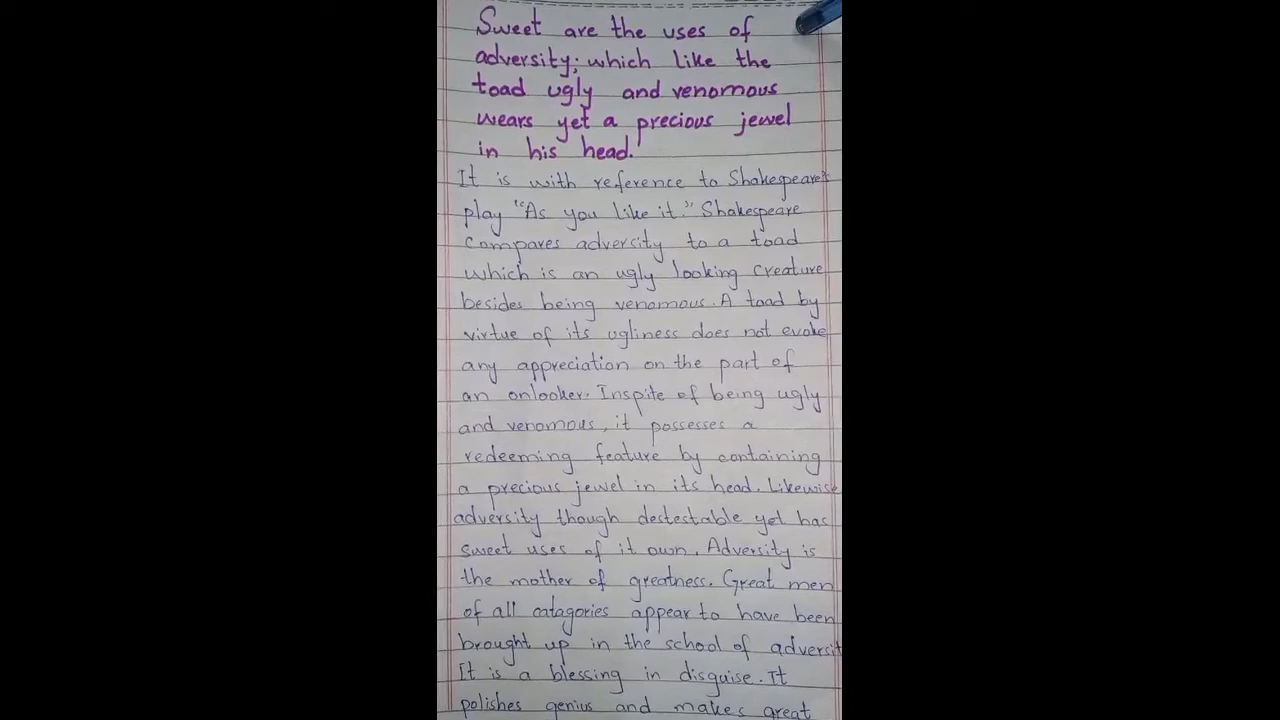 Sweet are the uses of
adversity; which like the
toad ugly and venomous
wears yet a precious jewel
in his head.'
It is with reference to Shakespeare's
play "As you like it." Shakespeare
compares adversity to a toad
which is an ugly looking creature
besides being venomous. A toad by
virtue of its ugliness does not evoke
any appreciation on the part of
an onlooker. Inspite of being ugly
and venomous, it possesses a
redeeming feature by containing
a precious jewel in its head. Likewise
adversity though destestable yet has
sweet uses of it own. Adversity is
the mother of greatness. Great men
of all catagories appear to have been
brought up in the school of adversit
It is a blessing in disguise. It
polishes genius and makes great